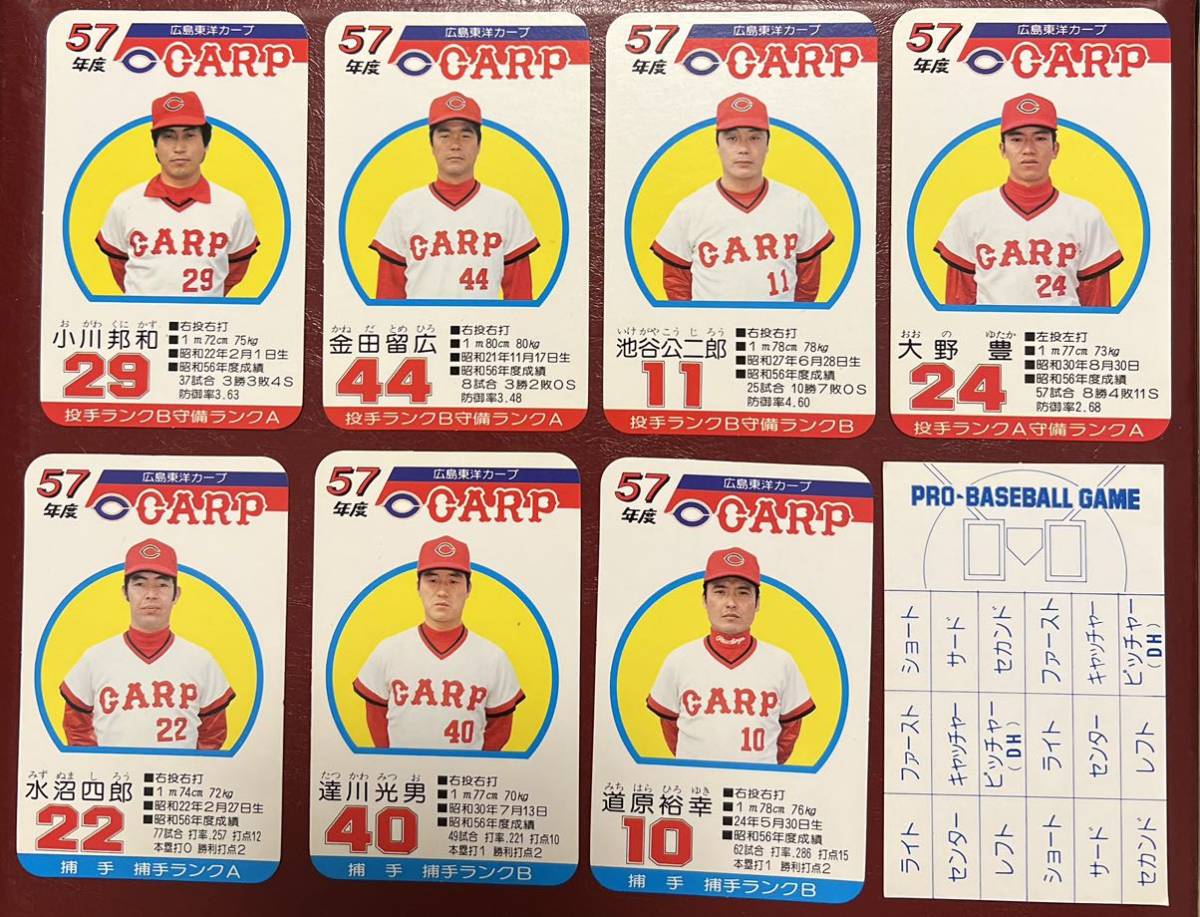 57
年度
広島東洋カープ
CARP
CARP
29
お がわ くに かず
小川邦和
29
■右投右打
■1m72cm 75kg
■昭和22年2月1日生
■昭和56年度成績
37試合 3勝3敗4S
防御率3.63
投手ランクB守備ランクA
57
年度
広島東洋カープ
CARP
CARP
44
かね だ とめ ひろ
金田留広
44
■右投右打
■1m80cm 80kg
■昭和21年11月17日生
■昭和56年度成績
8試合 3勝2敗0S
防御率3.48
投手ランクB守備ランクA
57
年度
広島東洋カープ
CARP
CARP
11
いけ がや こう じ ろう
池谷公二郎
11
■右投右打
■1m78cm 78kg
■昭和27年6月28日生
■昭和56年度成績
25試合 10勝7敗0S
防御率4.60
投手ランクB守備ランクB
57
年度
広島東洋カープ
CARP
CARP
24
おお の ゆたか
大野豊
24
■左投左打
■1m77cm 73kg
■昭和30年8月30日
■昭和56年度成績
57試合 8勝4敗11S
防御率2.68
投手ランクA守備ランクA
57
年度
広島東洋カープ
CARP
CARP
22
みず ぬま し ろう
水沼四郎
22
■右投右打
■1m74cm 72kg
■昭和22年2月27日生
■昭和56年度成績
77試合 打率.257 打点12
本塁打0 勝利打点2
捕手 捕手ランクA
57
年度
広島東洋カープ
CARP
CARP
40
たつ かわ みつ お
達川光男
40
■右投右打
■1m77cm 70kg
■昭和30年7月13日
■昭和56年度成績
49試合 打率.221 打点10
本塁打1 勝利打点2
捕手 捕手ランクB
57
年度
広島東洋カープ
CARP
CARP
10
みち はら ひろ ゆき
道原裕幸
10
■右投右打
■1m78cm 76kg
■24年5月30日生
■昭和56年度成績
62試合 打率.286 打点15
本塁打1 勝利打点2
捕手 捕手ランクB
PRO-BASEBALL GAME
ショート
サード
セカンド
ファースト
キャッチャー
ピッチャー
(DH)
ファースト
キャッチャー
ピッチャー
(DH)
ライト
センター
レフト
ライト
センター
レフト
ショート
サード
セカンド